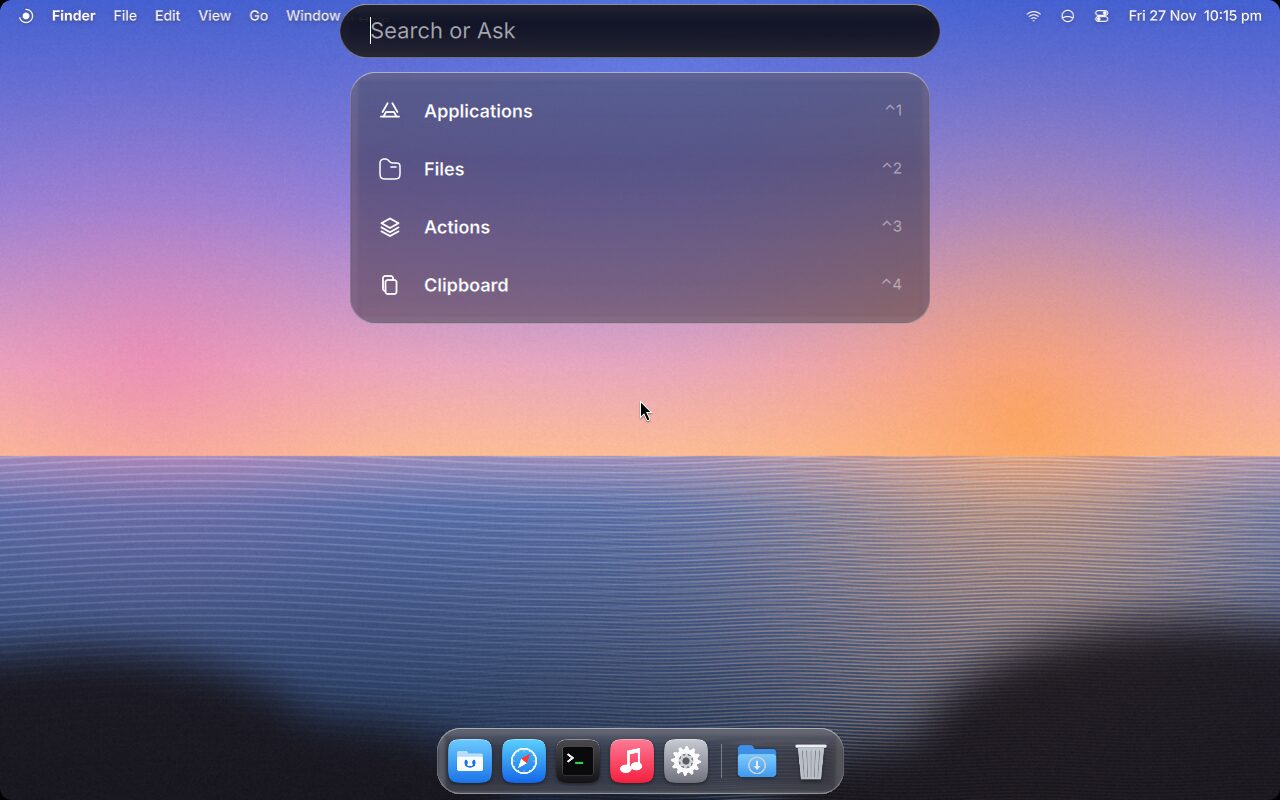 Finder File Edit View Go Window
Fri 27 Nov 10:15 pm
Search or Ask
Applications ^1
Files ^2
Actions ^3
Clipboard ^4
>_